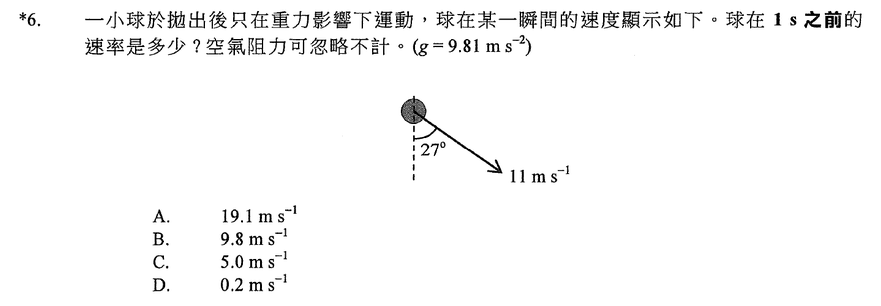 *6. 一小球於拋出後只在重力影響下運動，球在某一瞬間的速度顯示如下。球在 1 s 之前的
速率是多少？空氣阻力可忽略不計。(g = 9.81 m s⁻²)
27°
11 m s⁻¹
A. 19.1 m s⁻¹
B. 9.8 m s⁻¹
C. 5.0 m s⁻¹
D. 0.2 m s⁻¹